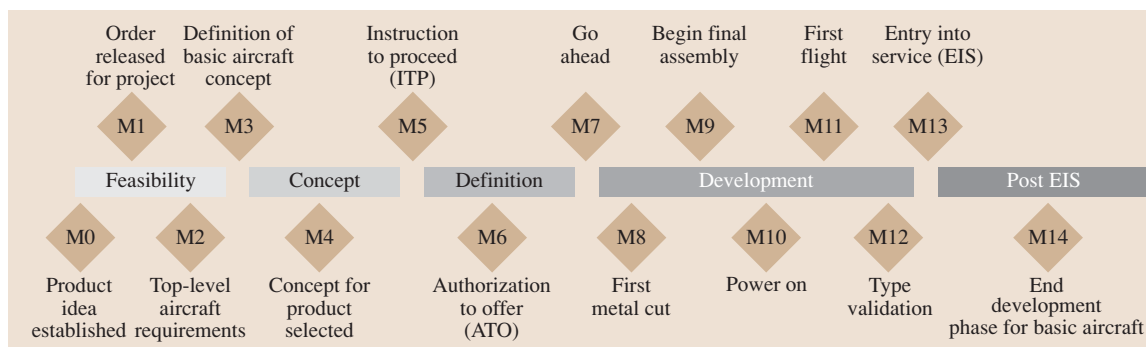 Order
released
for project
Definition of
basic aircraft
concept
Instruction
to proceed
(ITP)
Go
ahead
Begin final
assembly
First
flight
Entry into
service (EIS)
M1
M3
M5
M7
M9
M11
M13
Feasibility
Concept
Definition
Development
Post EIS
M0
M2
M4
M6
M8
M10
M12
M14
Product
idea
established
Top-level
aircraft
requirements
Concept for
product
selected
Authorization
to offer
(ATO)
First
metal cut
Power on
Type
validation
End
development
phase for basic aircraft